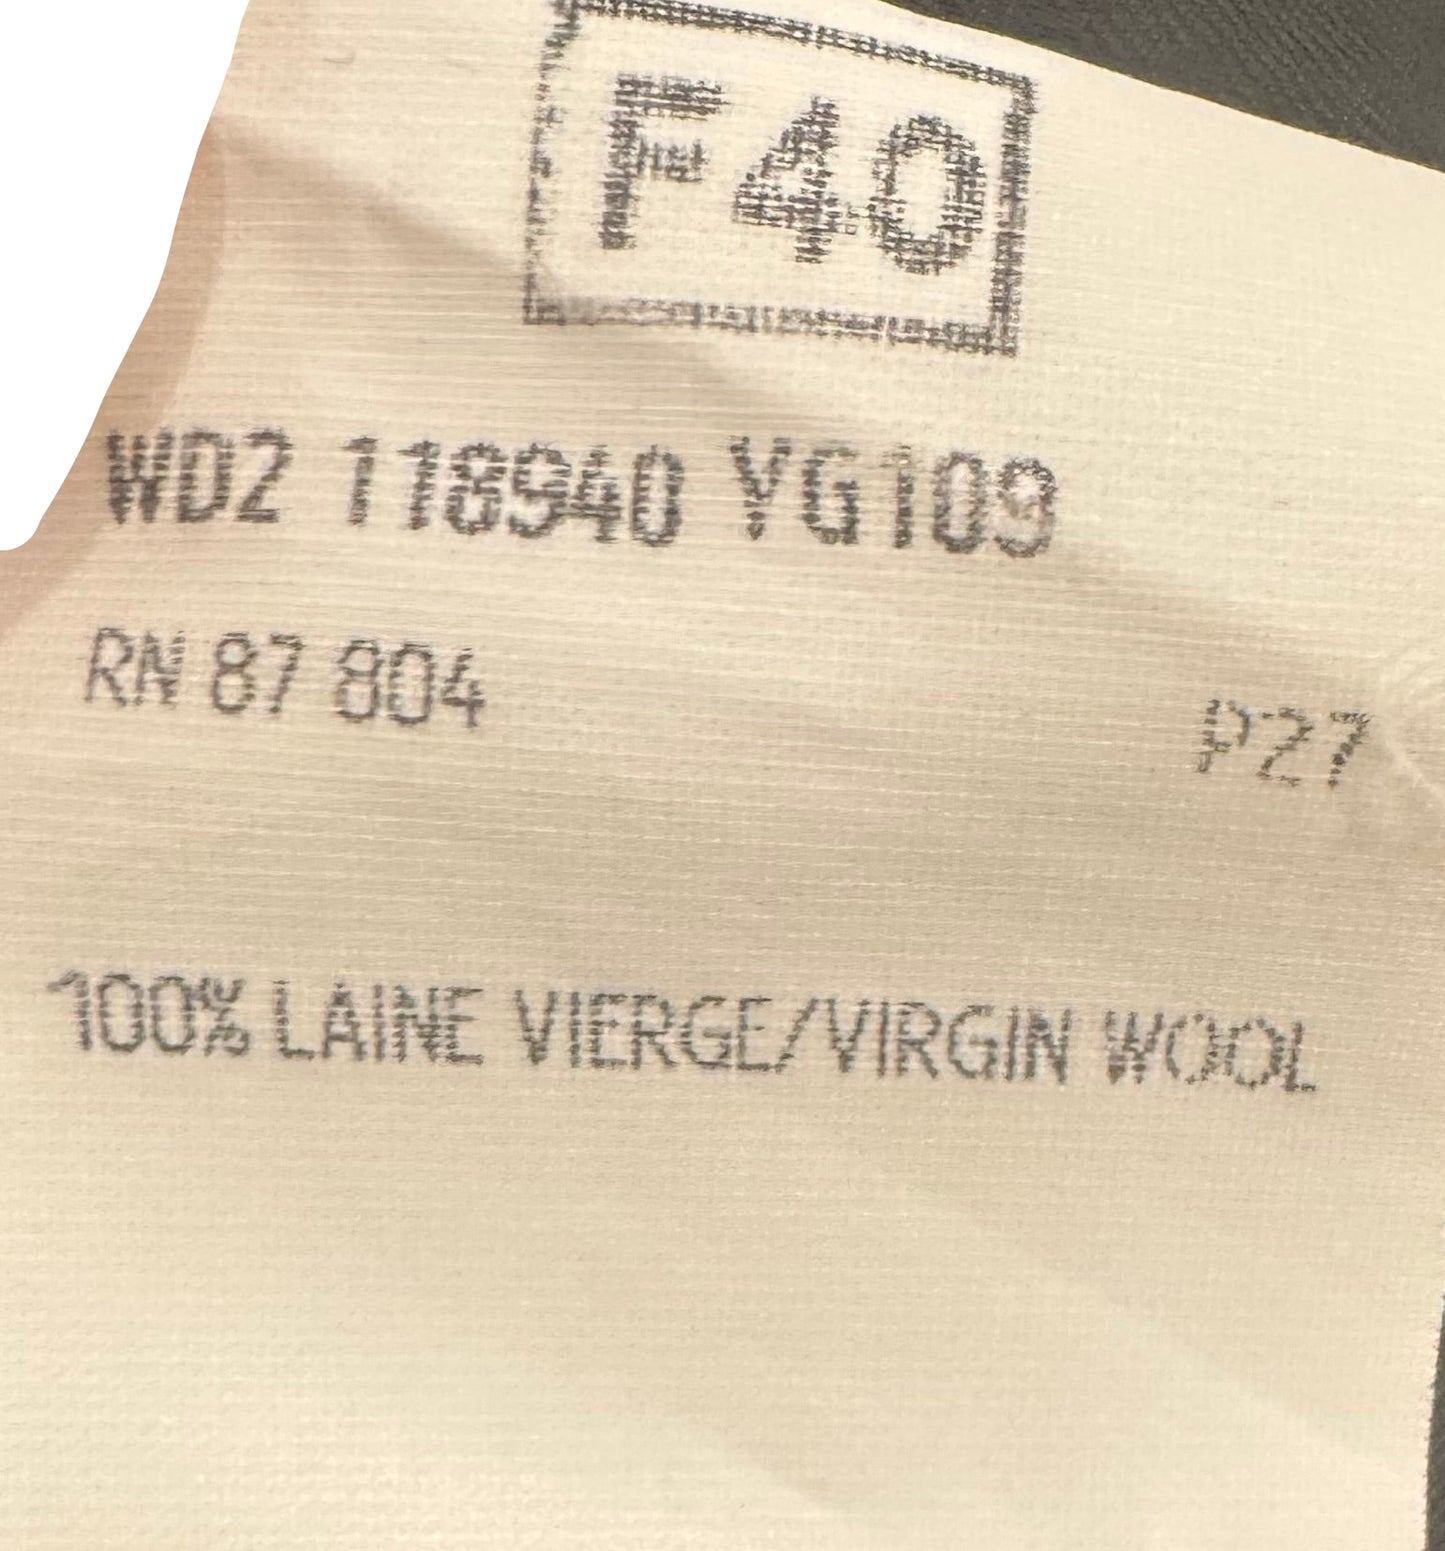 F40
WD2 118940 YG109
RN 87 804
P27
100% LAINE VIERGE/VIRGIN WOOL